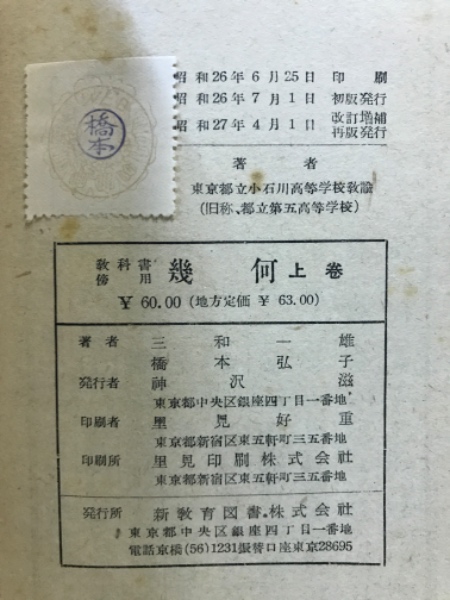 橋本
昭和26年6月25日 印刷
昭和26年7月1日 初版発行
昭和27年4月1日 改訂増補再版発行
著者
東京都立小石川高等学校教諭
(旧称、都立第五高等学校)
教科書傍用 幾何上巻
¥ 60.00 (地方定価 ¥ 63.00)
著者 三和一雄
橋本弘子
発行者 神沢滋
東京都中央区銀座四丁目一番地
印刷者 里見好重
東京都新宿区東五軒町三五番地
印刷所 里見印刷株式会社
東京都新宿区東五軒町三五番地
発行所 新教育図書株式会社
東京都中央区銀座四丁目一番地
電話京橋(56)1231振替口座東京28695